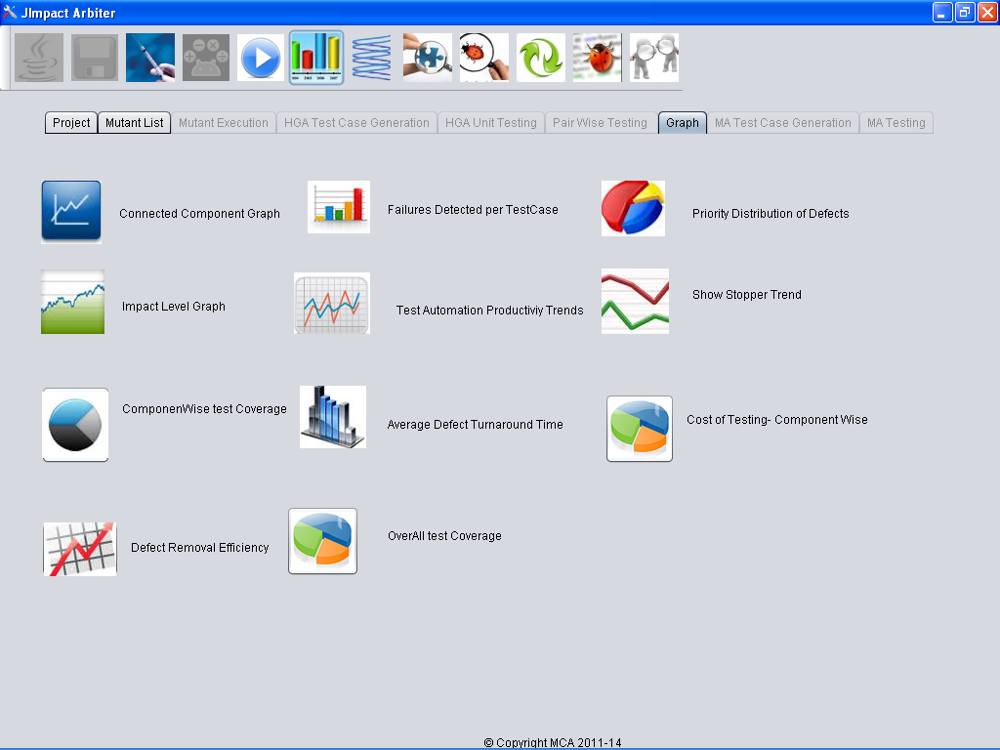 JImpact Arbiter
Project Mutant List Mutant Execution HGA Test Case Generation HGA Unit Testing Pair Wise Testing Graph MA Test Case Generation MA Testing
Connected Component Graph
Failures Detected per TestCase
Priority Distribution of Defects
Impact Level Graph
Test Automation Productiviy Trends
Show Stopper Trend
ComponenWise test Coverage
Average Defect Turnaround Time
Cost of Testing- Component Wise
Defect Removal Efficiency
OverAll test Coverage
© Copyright MCA 2011-14